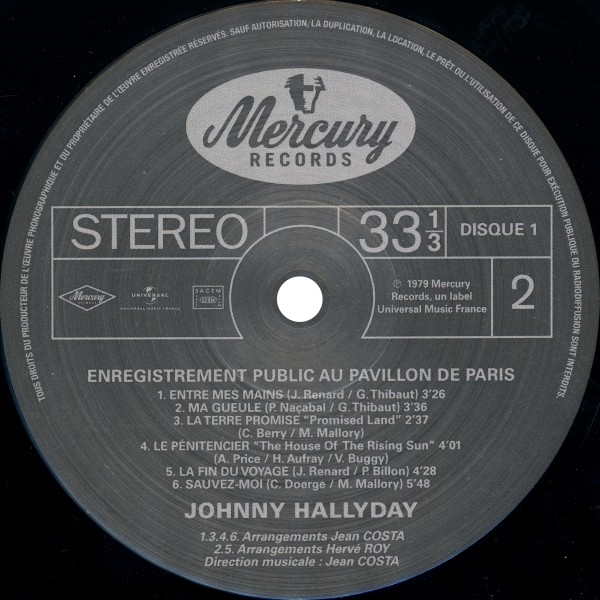 TOUS DROITS DU PRODUCTEUR DE L'ŒUVRE PHONOGRAPHIQUE ET DU PROPRIÉTAIRE DE L'ŒUVRE ENREGISTRÉE RÉSERVÉS. SAUF AUTORISATION, LA DUPLICATION, LA LOCATION, LE PRÊT OU L'UTILISATION DE CE DISQUE POUR EXÉCUTION PUBLIQUE OU RADIODIFFUSION SONT INTERDITS.
Mercury
RECORDS
STEREO
33 1/3
DISQUE 1
Mercury
UNIVERSAL
UNIVERSAL MUSIC FRANCE
SACEM
℗ 1979 Mercury
Records, un label
Universal Music France
2
ENREGISTREMENT PUBLIC AU PAVILLON DE PARIS
1. ENTRE MES MAINS (J. Renard / G. Thibaut) 3'26
2. MA GUEULE (P. Naçabal / G. Thibaut) 3'36
3. LA TERRE PROMISE "Promised Land" 2'37
(C. Berry / M. Mallory)
4. LE PÉNITENCIER "The House Of The Rising Sun" 4'01
(A. Price / H. Aufray / V. Buggy)
5. LA FIN DU VOYAGE (J. Renard / P. Billon) 4'28
6. SAUVEZ-MOI (C. Doerge / M. Mallory) 5'48
JOHNNY HALLYDAY
1.3.4.6. Arrangements Jean COSTA
2.5. Arrangements Hervé ROY
Direction musicale : Jean COSTA